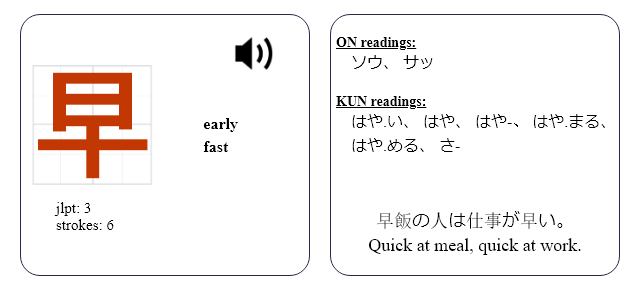 早
early
fast
jlpt: 3
strokes: 6
ON readings:
ソウ、 サッ
KUN readings:
はや.い、 はや、 はや-、 はや.まる、
はや.める、 さ-
早飯の人は仕事が早い。
Quick at meal, quick at work.